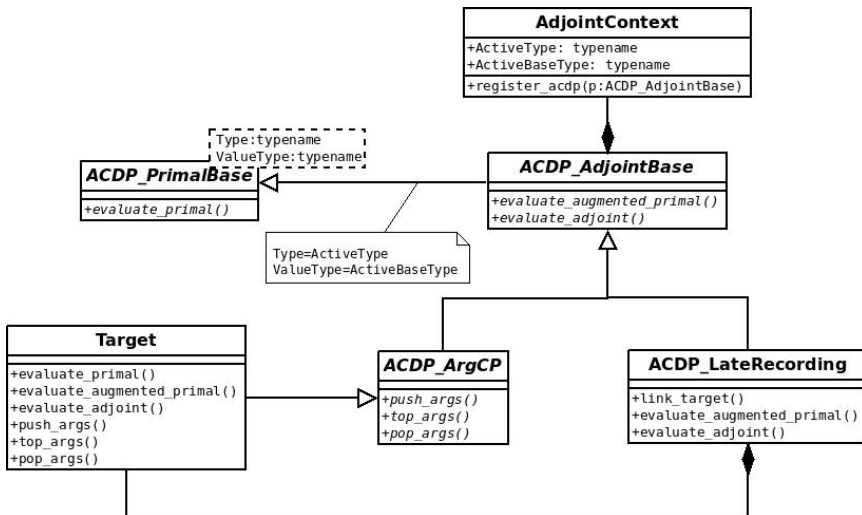 AdjointContext
+ActiveType: typename
+ActiveBaseType: typename
+register_acdp(p:ACDP_AdjointBase)
Type:typename
ValueType:typename
ACDP_PrimalBase
+evaluate_primal()
ACDP_AdjointBase
+evaluate_augmented_primal()
+evaluate_adjoint()
Type=ActiveType
ValueType=ActiveBaseType
Target
+evaluate_primal()
+evaluate_augmented_primal()
+evaluate_adjoint()
+push_args()
+top_args()
+pop_args()
ACDP_ArgCP
+push_args()
+top_args()
+pop_args()
ACDP_LateRecording
+link_target()
+evaluate_augmented_primal()
+evaluate_adjoint()